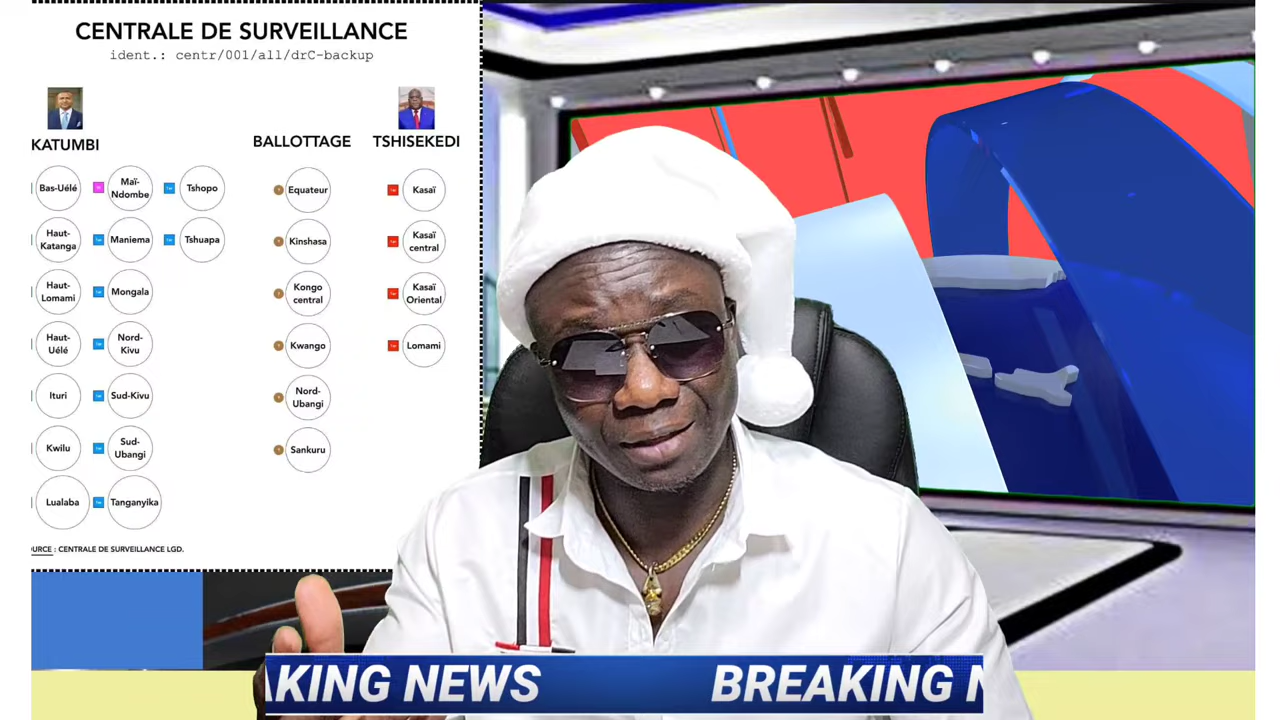 CENTRALE DE SURVEILLANCE
ident.: centr/001/all/drC-backup
KATUMBI
BALLOTTAGE
TSHISEKEDI
Bas-Uélé
Maï-
Ndombe
Tshopo
Equateur
Kasaï
Haut-
Katanga
Maniema
Tshuapa
Kinshasa
Kasaï
central
Haut-
Lomami
Mongala
Kongo
central
Kasaï
Oriental
Haut-
Uélé
Nord-
Kivu
Kwango
Lomami
Ituri
Sud-Kivu
Nord-
Ubangi
Kwilu
Sud-
Ubangi
Sankuru
Lualaba
Tanganyika
URCE : CENTRALE DE SURVEILLANCE LGD.
AKING NEWS BREAKING N